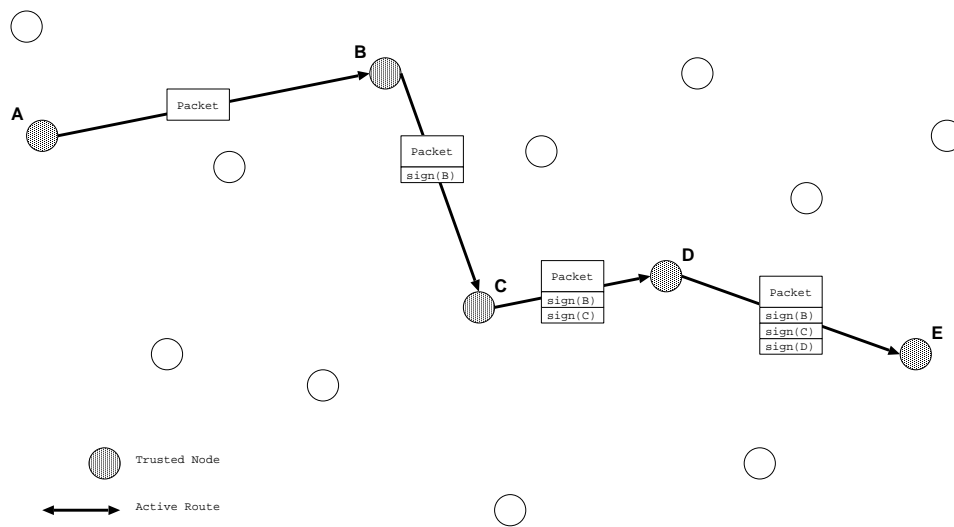 B
A
Packet
Packet
sign(B)
D
C
Packet
sign(B)
sign(C)
Packet
sign(B)
sign(C)
sign(D)
E
Trusted Node
Active Route